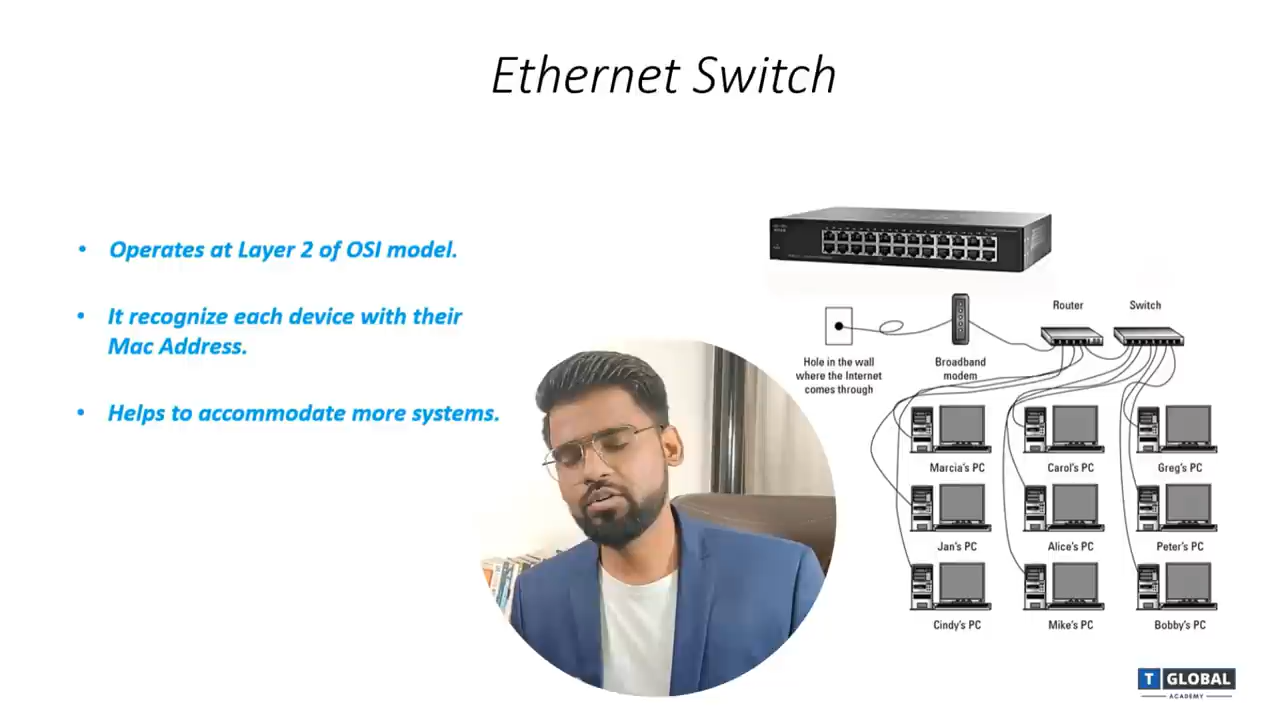 Ethernet Switch
• Operates at Layer 2 of OSI model.
• It recognize each device with their
Mac Address.
• Helps to accommodate more systems.
Router
Switch
Hole in the wall
where the Internet
comes through
Broadband
modem
Marcia's PC
Carol's PC
Greg's PC
Jan's PC
Alice's PC
Peter's PC
Cindy's PC
Mike's PC
Bobby's PC
T GLOBAL
ACADEMY